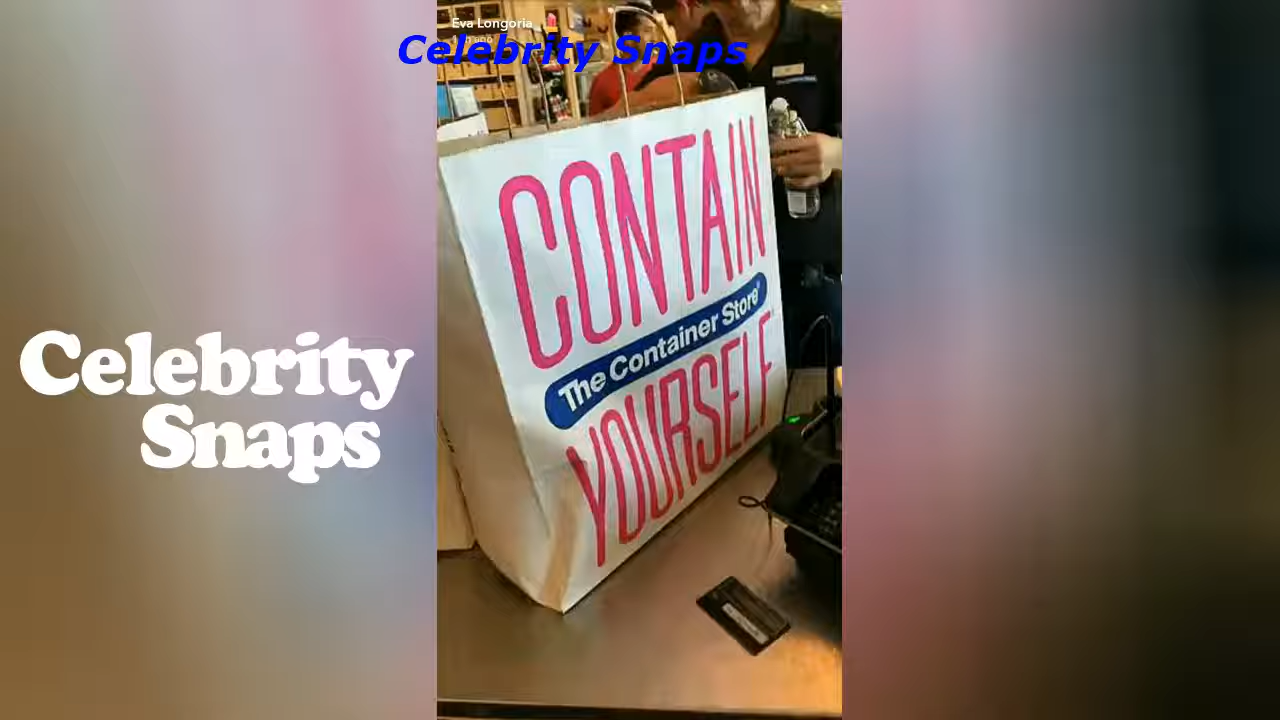 Eva Longoria
Celebrity Snaps
CONTAIN
The Container Store®
YOURSELF
Celebrity
Snaps